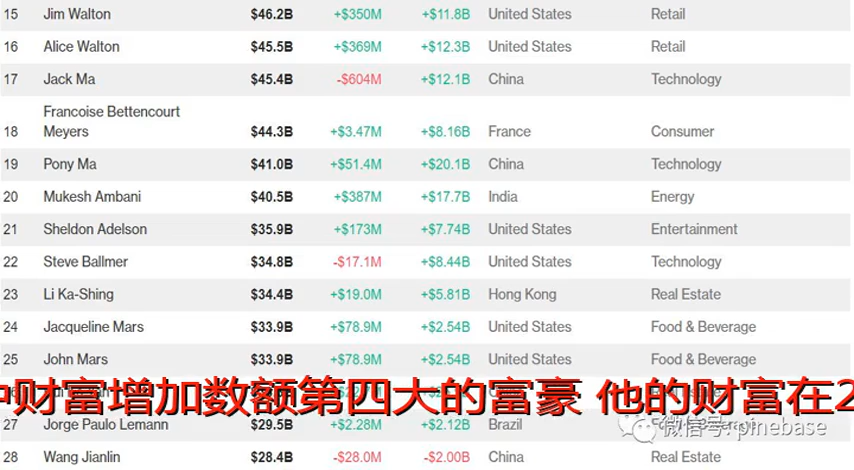 15 Jim Walton $46.2B +$350M +$11.8B United States Retail
16 Alice Walton $45.5B +$369M +$12.3B United States Retail
17 Jack Ma $45.4B -$604M +$12.1B China Technology
Francoise Bettencourt
18 Meyers $44.3B +$3.47M +$8.16B France Consumer
19 Pony Ma $41.0B +$51.4M +$20.1B China Technology
20 Mukesh Ambani $40.5B +$387M +$17.7B India Energy
21 Sheldon Adelson $35.9B +$173M +$7.74B United States Entertainment
22 Steve Ballmer $34.8B -$17.1M +$8.44B United States Technology
23 Li Ka-Shing $34.4B +$19.0M +$5.81B Hong Kong Real Estate
24 Jacqueline Mars $33.9B +$78.9M +$2.54B United States Food & Beverage
25 John Mars $33.9B +$78.9M +$2.54B United States Food & Beverage
财富增加数额第四大的富豪 他的财富在2
27 Jorge Paulo Lemann $29.5B +$2.28M +$2.12B Brazil
微信号: pinebase
28 Wang Jianlin $28.4B -$28.0M -$2.00B China Real Estate